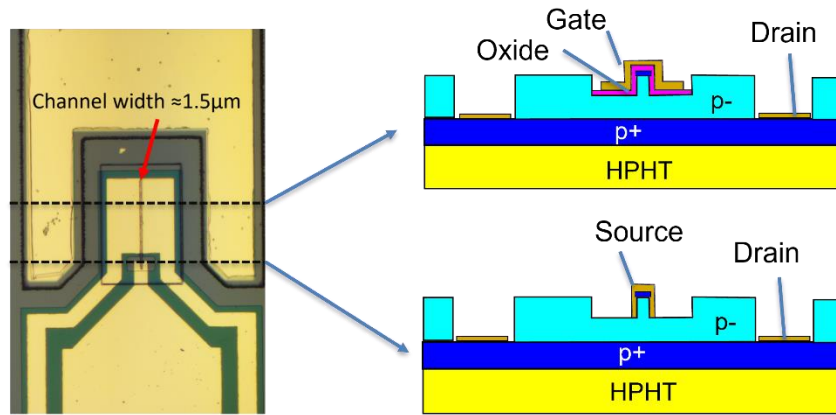 Channel width ≈1.5µm
Gate
Oxide
Drain
p-
p+
HPHT
Source
Drain
p-
p+
HPHT